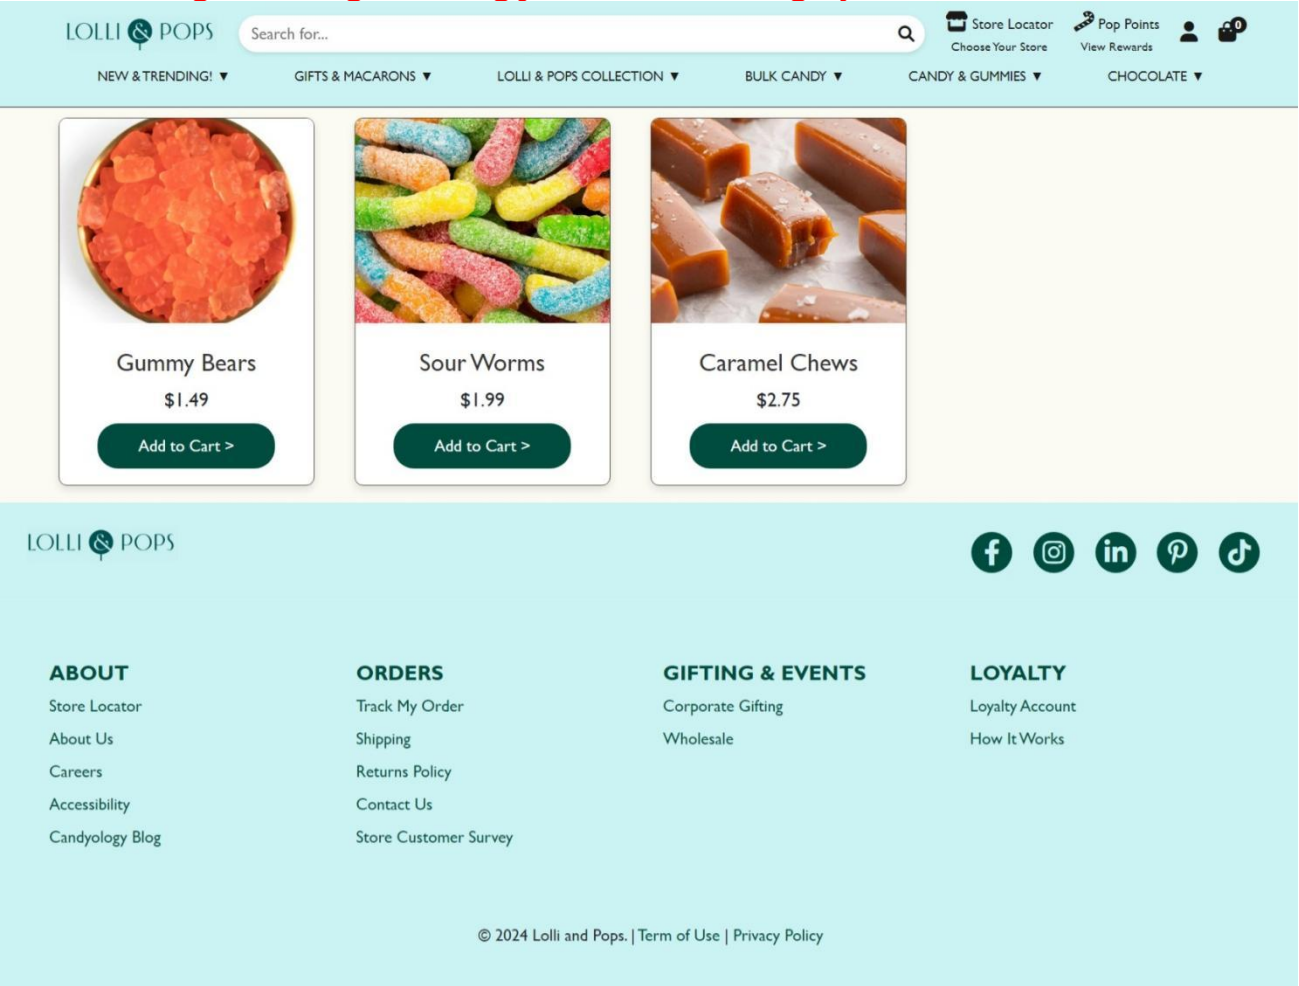 LOLLI & POPS
Search for...
Store Locator
Choose Your Store
Pop Points
View Rewards
0
NEW & TRENDING! ▼
GIFTS & MACARONS ▼
LOLLI & POPS COLLECTION ▼
BULK CANDY ▼
CANDY & GUMMIES ▼
CHOCOLATE ▼
Gummy Bears
$1.49
Add to Cart >
Sour Worms
$1.99
Add to Cart >
Caramel Chews
$2.75
Add to Cart >
LOLLI & POPS
ABOUT
Store Locator
About Us
Careers
Accessibility
Candyology Blog
ORDERS
Track My Order
Shipping
Returns Policy
Contact Us
Store Customer Survey
GIFTING & EVENTS
Corporate Gifting
Wholesale
LOYALTY
Loyalty Account
How It Works
© 2024 Lolli and Pops. | Term of Use | Privacy Policy